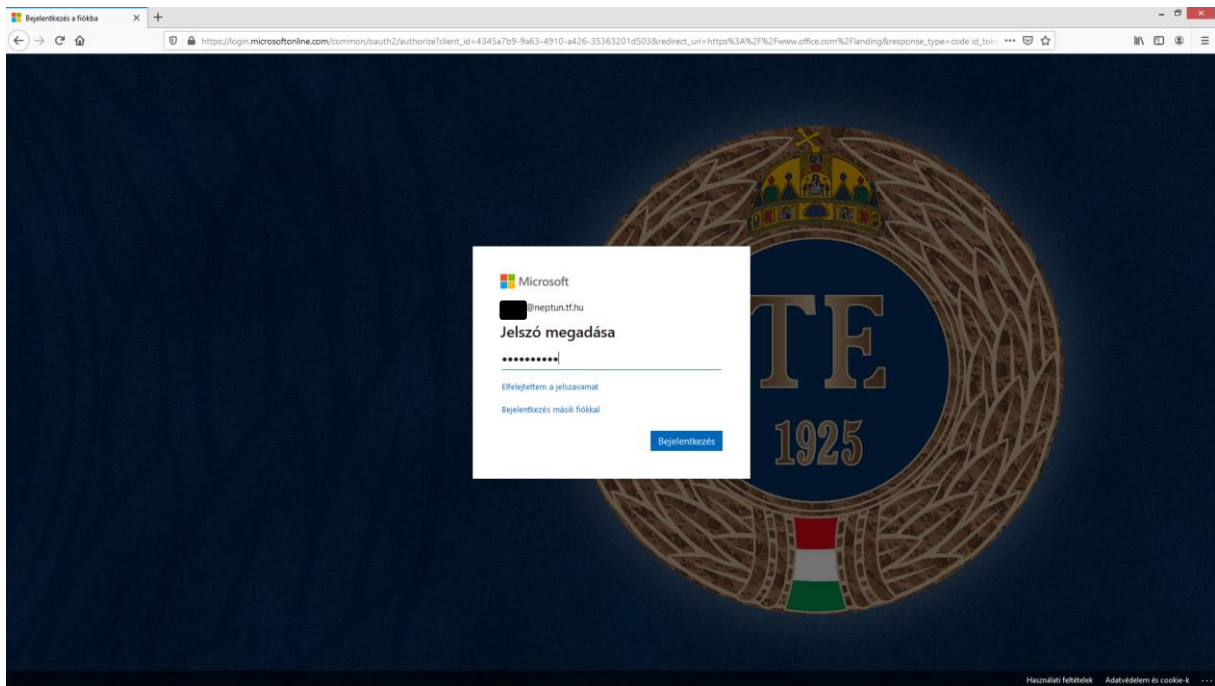 Bejelentkezés a fiókba
https://login.microsoftonline.com/common/oauth2/authorize?client_id=4345a7b9-9a63-4910-a426-35363201d503&redirect_uri=https%3A%2F%2Fwww.office.com%2Flanding&response_type=code id_tok
Microsoft
@neptun.tf.hu
Jelszó megadása
Elfelejtettem a jelszavamat
Bejelentkezés másik fiókkal
Bejelentkezés
TE
1925
Használati feltételek Adatvédelem és cookie-k